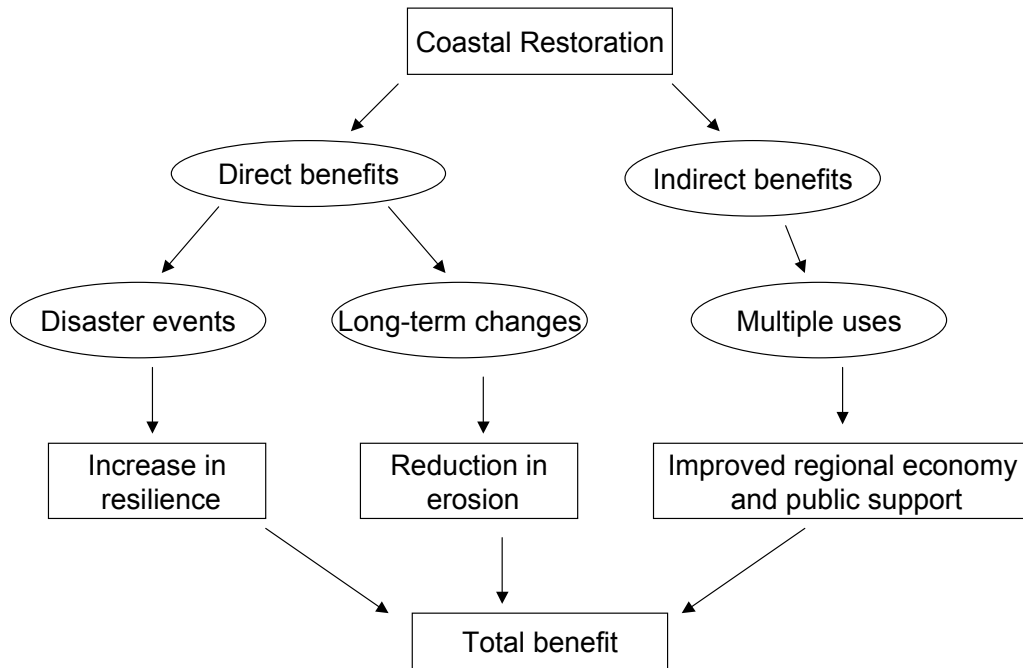 Coastal Restoration
Direct benefits
Indirect benefits
Disaster events
Long-term changes
Multiple uses
Increase in
resilience
Reduction in
erosion
Improved regional economy
and public support
Total benefit